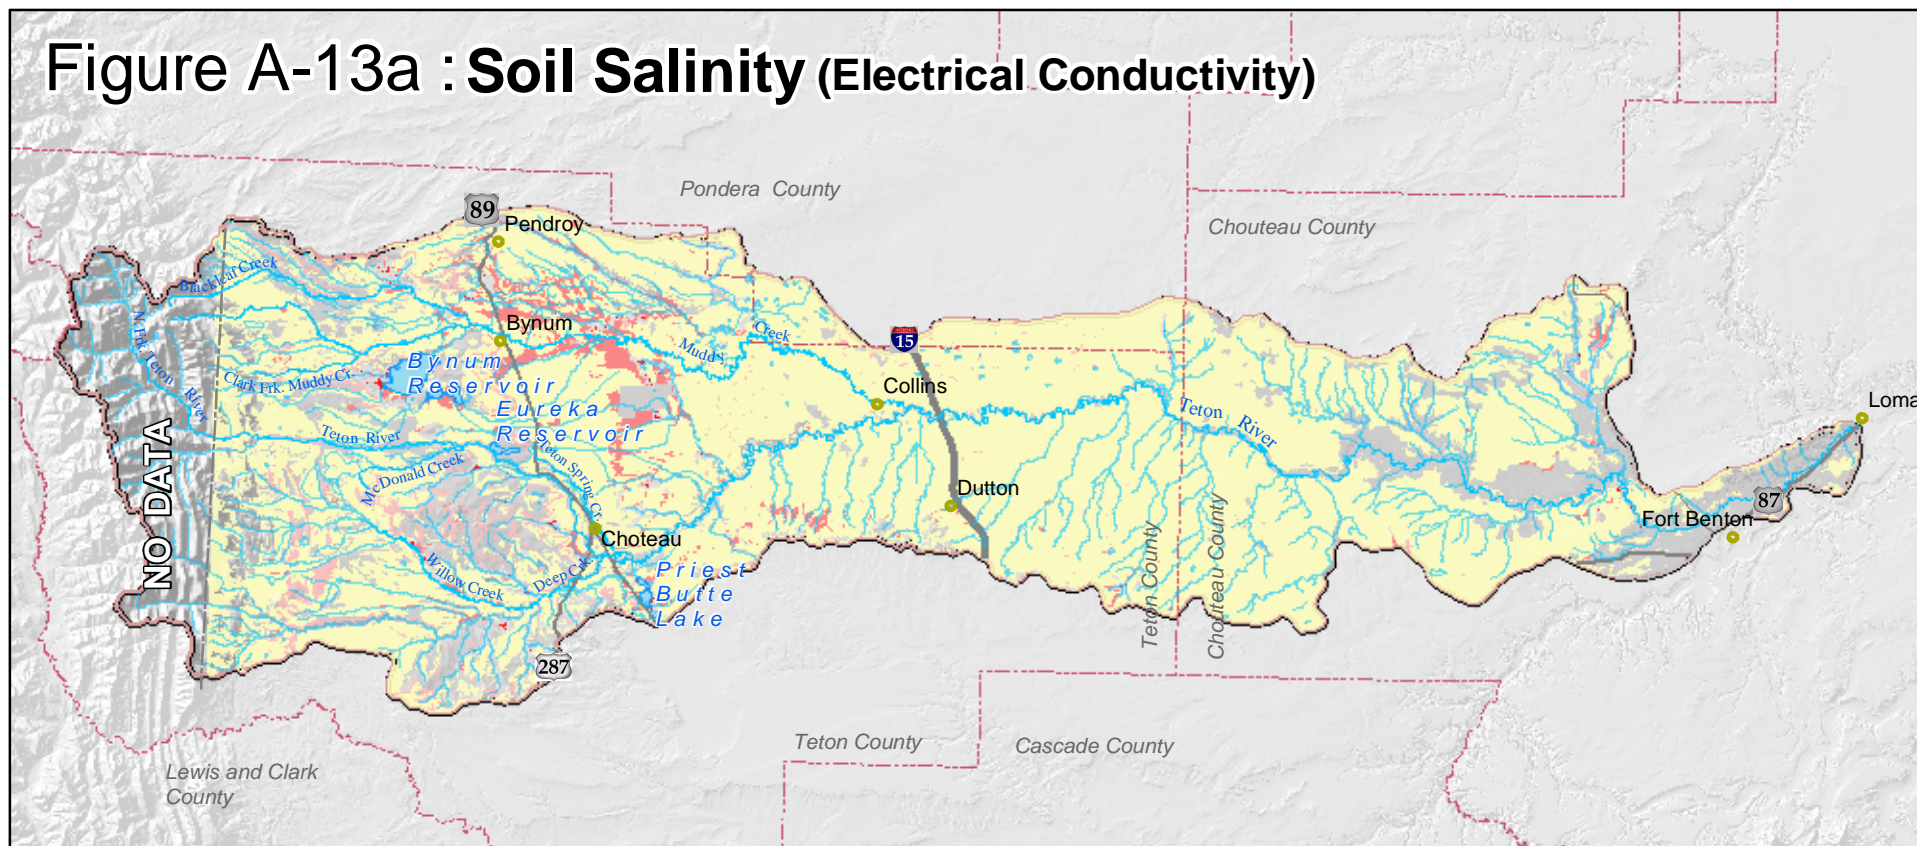 Figure A-13a : Soil Salinity (Electrical Conductivity)
Pondera County
Chouteau County
89
Pendroy
Blackleaf Creek
N. Frk. Teton River
Bynum
Creek
Muddy
15
Bynum
Reservoir
Clark Frk. Muddy Cr.
Collins
Eureka
Reservoir
Teton River
Loma
Teton River
NO DATA
McDonald Creek
Teton Spring Cr.
Dutton
87
Fort Benton
Choteau
Willow Creek
Deep Crk.
Priest
Butte
Lake
Teton County
Chouteau County
287
Teton County
Cascade County
Lewis and Clark
County